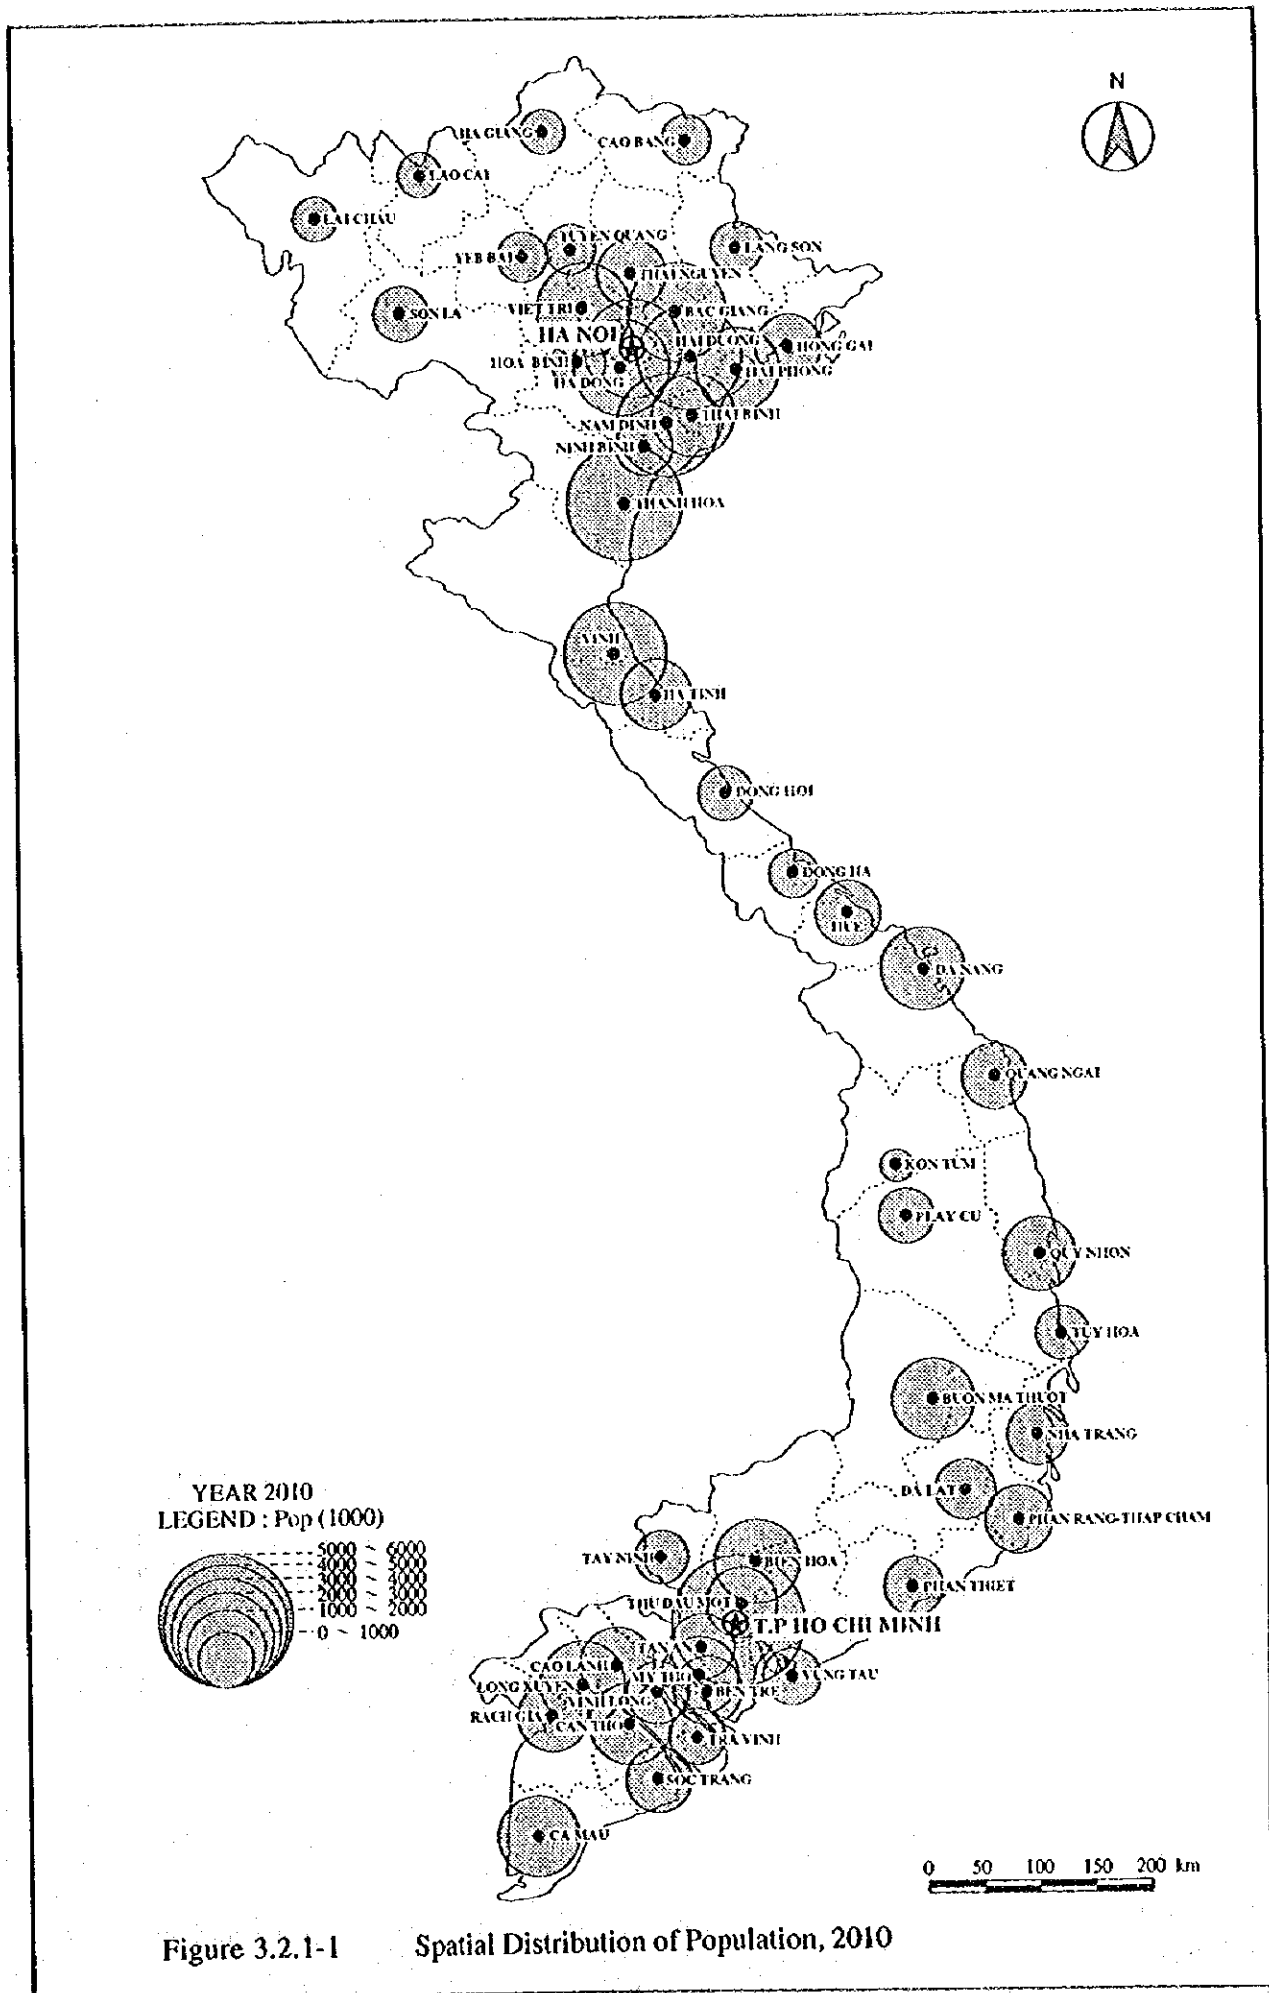 N
HA GIANG
CAO BANG
LAO CAI
LAI CHAU
TUYEN QUANG
LANG SON
YEB BAI
THAI NGUYEN
SON LA
VIET TRI
BAC GIANG
HA NOI
HAI DUONG
HONG GAI
HOA BINH
HAI PHONG
HA DONG
THAI BINH
NAM DINH
NINH BINH
THANH HOA
VINH
HA TINH
DONG HOI
DONG HA
HUE
DA NANG
QUANG NGAI
KON TUM
PLAY CU
QUY NHON
TUY HOA
BUON MA THUOT
NHA TRANG
DA LAT
PHAN RANG-THAP CHAM
TAY NINH
BIEN HOA
PHAN THIET
THU DAU MOT
T.P HO CHI MINH
TAN AN
CAO LANH
MY THO
VUNG TAU
LONG XUYEN
BEN TRE
VINH LONG
RACH GIA
CAN THO
TRA VINH
SOC TRANG
CA MAU
YEAR 2010
LEGEND : Pop (1000)
5000 ~ 6000
4000 ~ 5000
3000 ~ 4000
2000 ~ 3000
1000 ~ 2000
0 ~ 1000
0 50 100 150 200 km
Figure 3.2.1-1 Spatial Distribution of Population, 2010